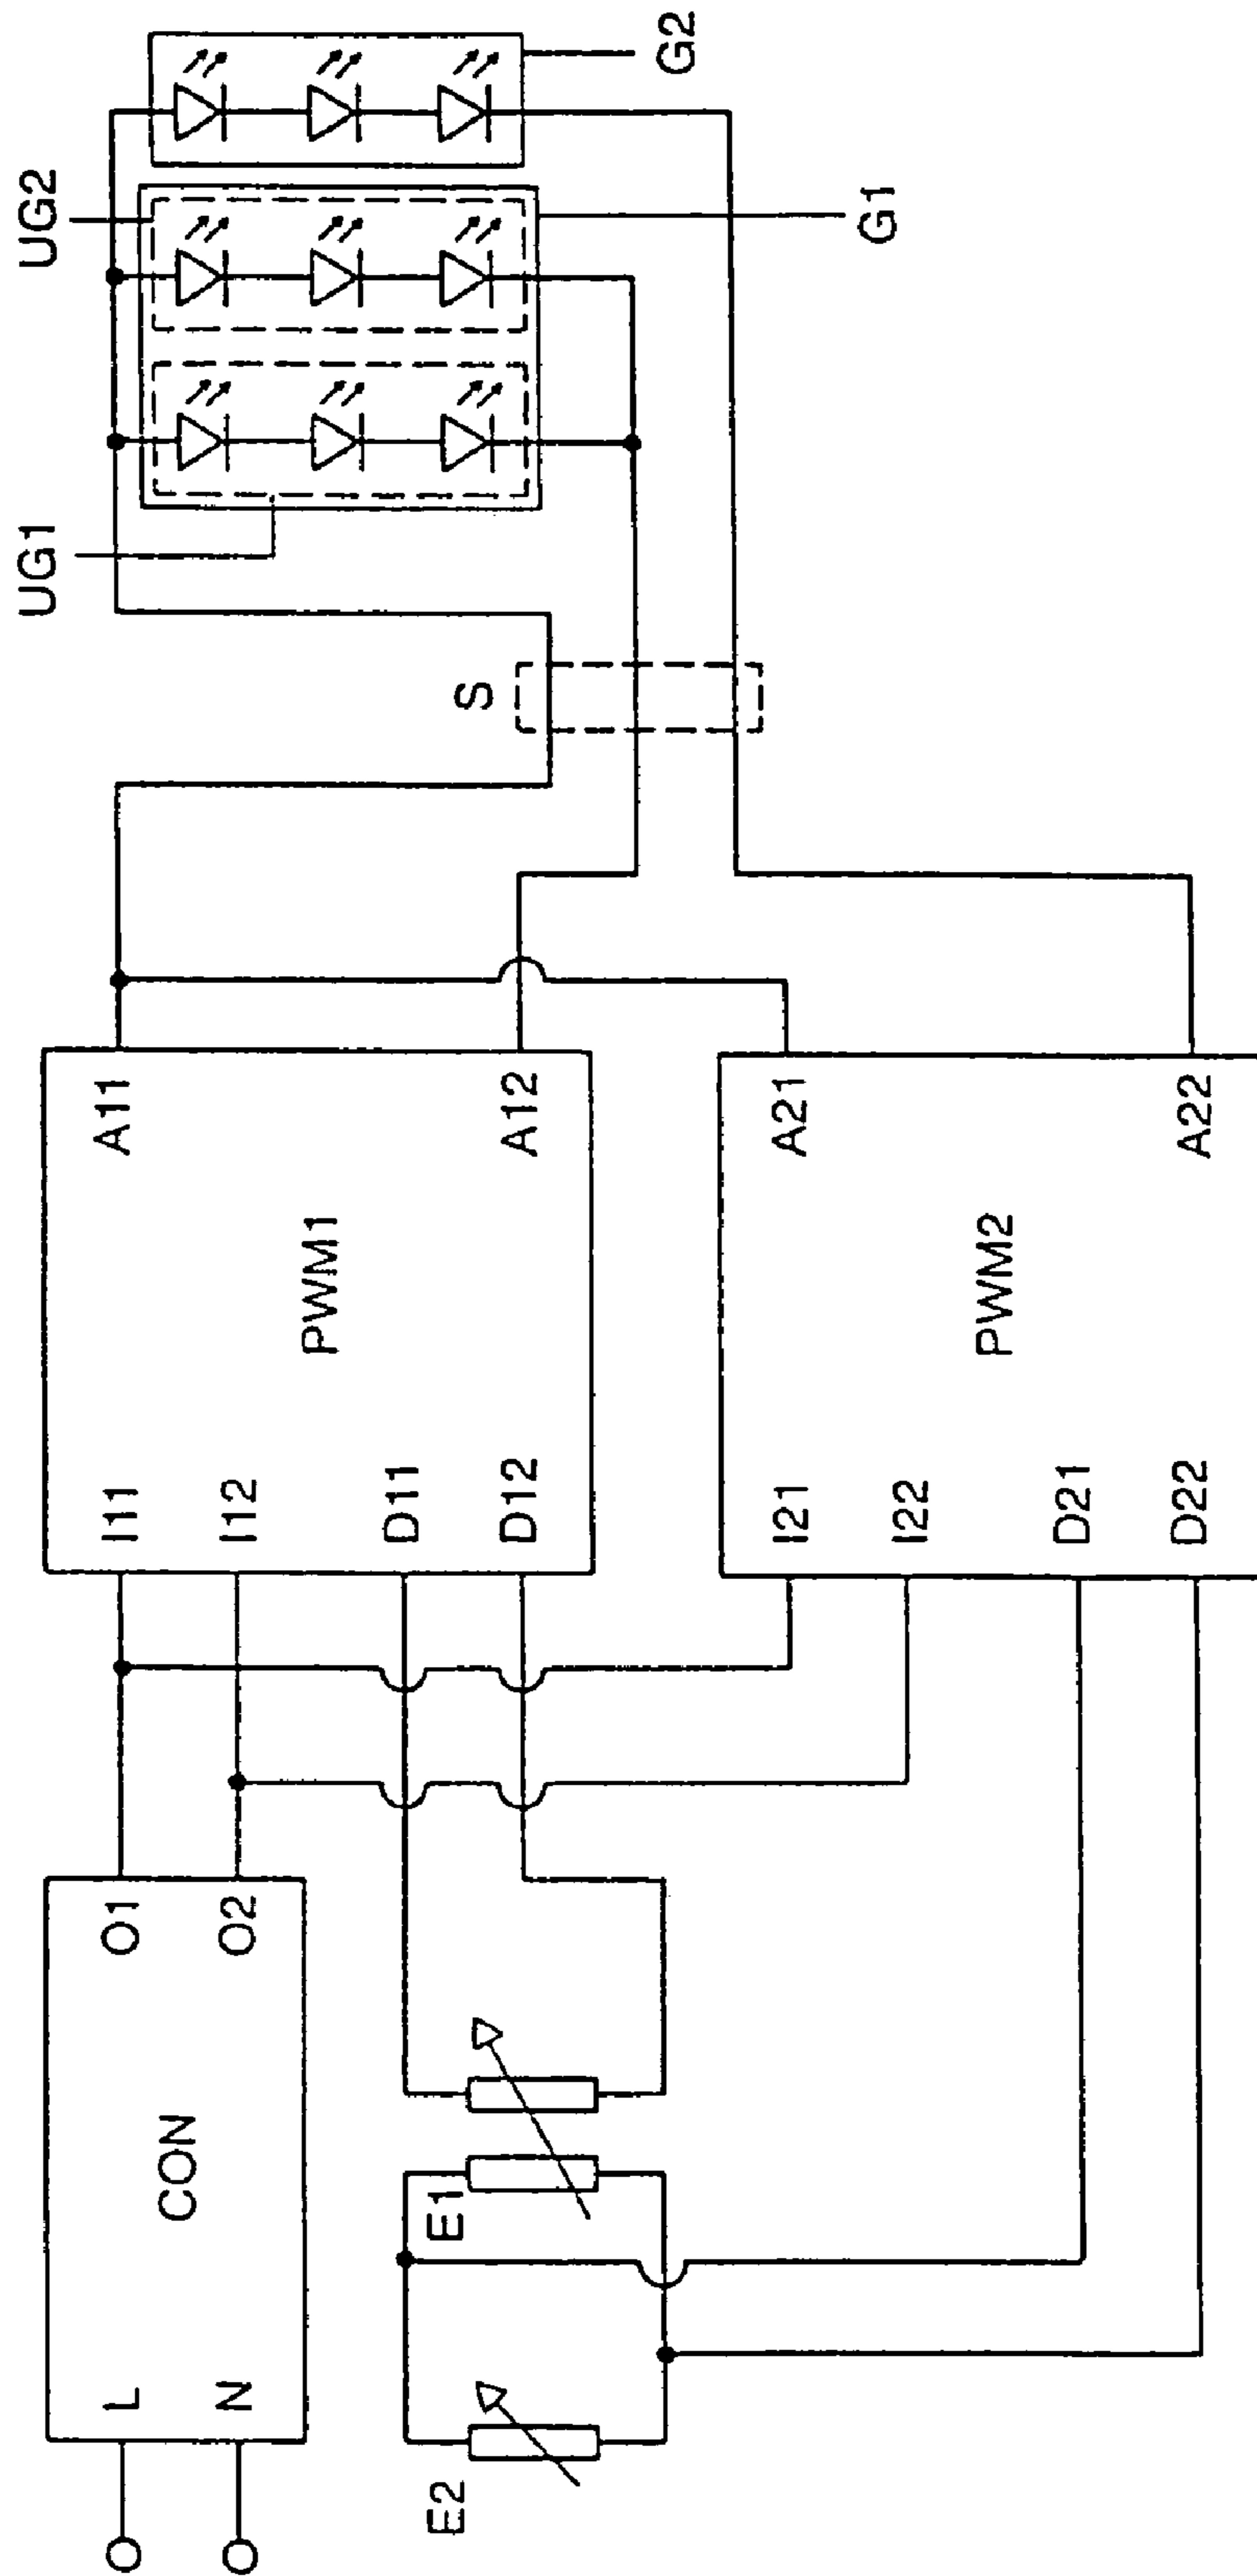 L
N
CON
O1
O2
E2
E1
I11
I12
D11
D12
PWM1
A11
A12
I21
I22
D21
D22
PWM2
A21
A22
S
UG1
UG2
G1
G2